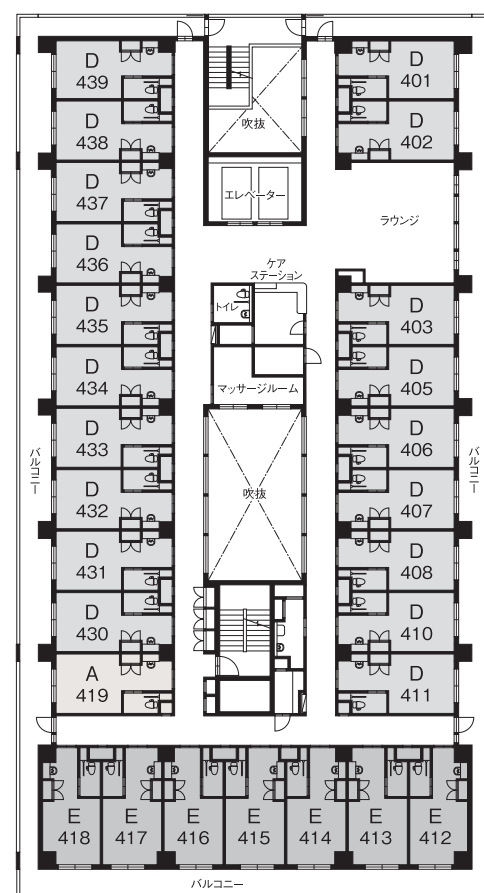 D
439
D
438
D
437
D
436
D
435
D
434
D
433
D
432
D
431
D
430
A
419
吹抜
エレベーター
ケア
ステーション
トイレ
マッサージルーム
吹抜
D
401
D
402
ラウンジ
D
403
D
405
D
406
D
407
D
408
D
410
D
411
バルコニー
バルコニー
E
418
E
417
E
416
E
415
E
414
E
413
E
412
バルコニー